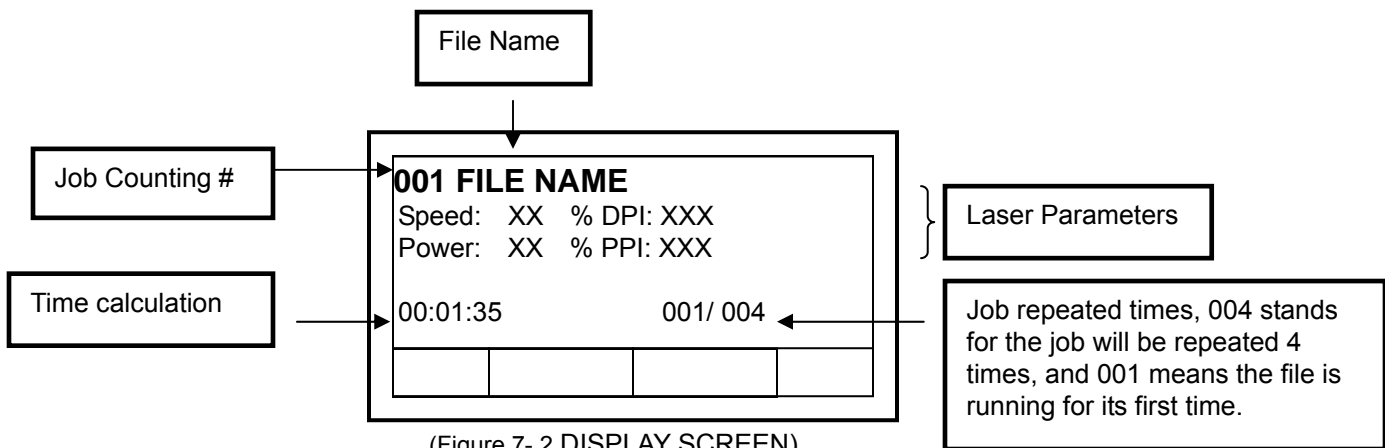 File Name
Job Counting #
001 FILE NAME
Speed: XX % DPI: XXX
Power: XX % PPI: XXX
Laser Parameters
Time calculation
00:01:35 001/ 004
Job repeated times, 004 stands
for the job will be repeated 4
times, and 001 means the file is
running for its first time.
(Figure 7- 2 DISPLAY SCREEN)